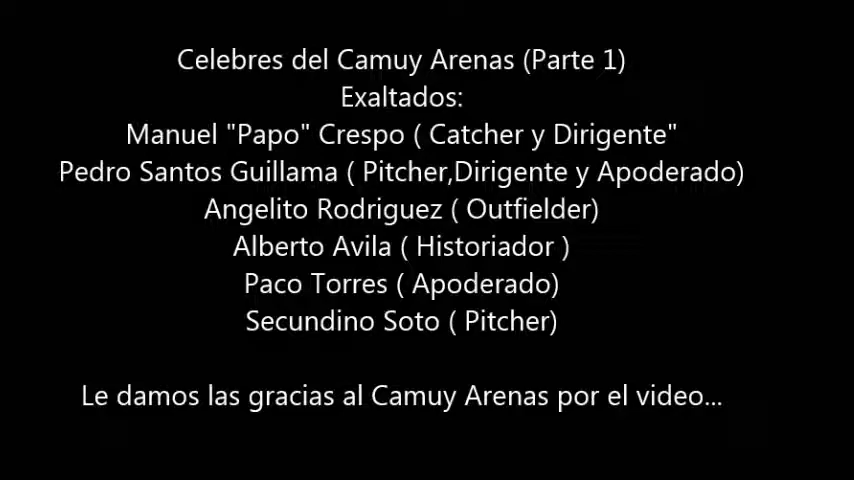 Celebres del Camuy Arenas (Parte 1)
Exaltados:
Manuel "Papo" Crespo ( Catcher y Dirigente"
Pedro Santos Guillama ( Pitcher,Dirigente y Apoderado)
Angelito Rodriguez ( Outfielder)
Alberto Avila ( Historiador )
Paco Torres ( Apoderado)
Secundino Soto ( Pitcher)
Le damos las gracias al Camuy Arenas por el video...